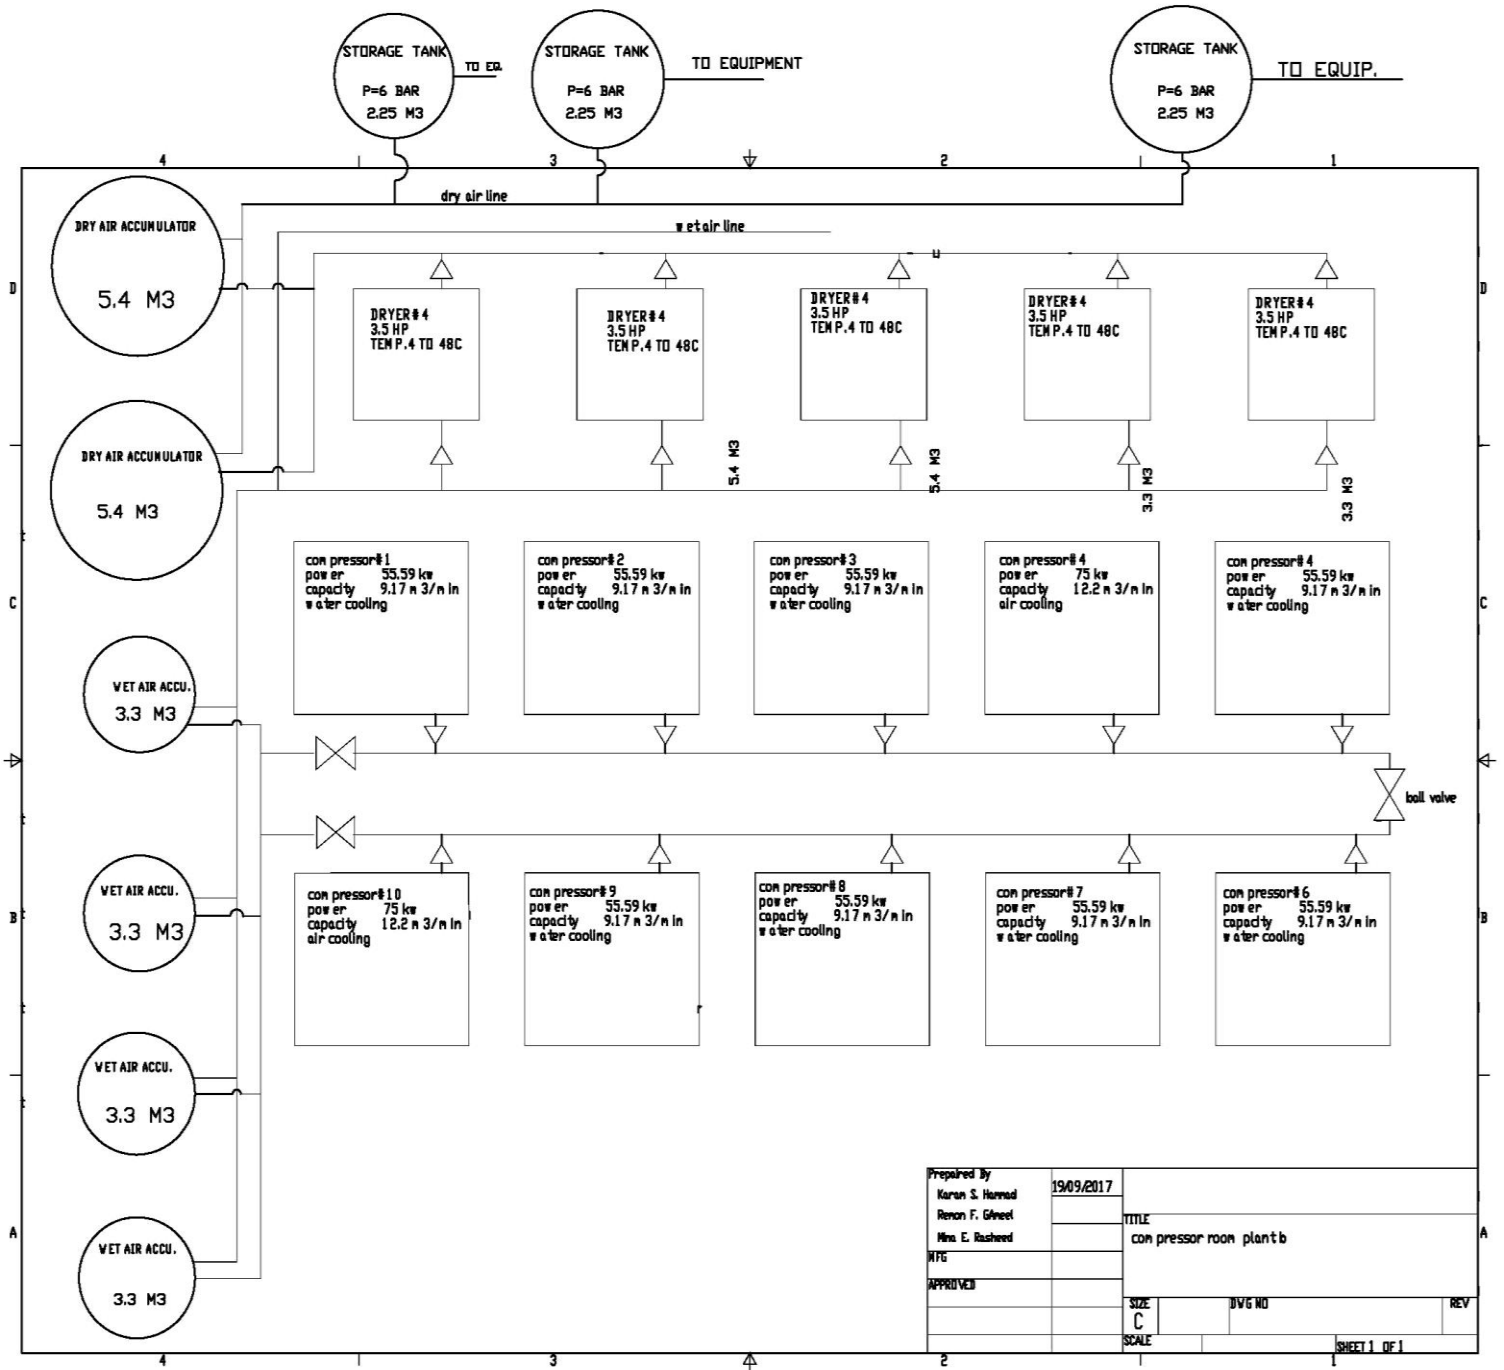 STORAGE TANK
P=6 BAR
2.25 M3
TO EQ.
STORAGE TANK
P=6 BAR
2.25 M3
TO EQUIPMENT
STORAGE TANK
P=6 BAR
2.25 M3
TO EQUIP.
4
3
2
1
dry air line
wet air line
DRY AIR ACCUMULATOR
5.4 M3
D
D
DRYER#4
3.5 HP
TEMP.4 TO 48C
DRYER#4
3.5 HP
TEMP.4 TO 48C
DRYER#4
3.5 HP
TEMP.4 TO 48C
DRYER#4
3.5 HP
TEMP.4 TO 48C
DRYER#4
3.5 HP
TEMP.4 TO 48C
DRY AIR ACCUMULATOR
5.4 M3
5.4 M3
5.4 M3
3.3 M3
3.3 M3
C
C
compressor#1
power 55.59 kw
capacity 9.17 m3/min
water cooling
compressor#2
power 55.59 kw
capacity 9.17 m3/min
water cooling
compressor#3
power 55.59 kw
capacity 9.17 m3/min
water cooling
compressor#4
power 75 kw
capacity 12.2 m3/min
air cooling
compressor#4
power 55.59 kw
capacity 9.17 m3/min
water cooling
WET AIR ACCU.
3.3 M3
ball valve
WET AIR ACCU.
3.3 M3
B
B
compressor#10
power 75 kw
capacity 12.2 m3/min
air cooling
compressor#9
power 55.59 kw
capacity 9.17 m3/min
water cooling
compressor#8
power 55.59 kw
capacity 9.17 m3/min
water cooling
compressor#7
power 55.59 kw
capacity 9.17 m3/min
water cooling
compressor#6
power 55.59 kw
capacity 9.17 m3/min
water cooling
WET AIR ACCU.
3.3 M3
WET AIR ACCU.
3.3 M3
A
A
Prepared By
Karam S. Hammad
Remon F.
Mina E. Rasheed
19/09/2017
MFG
APPROVED
TITLE
compressor room plant b
SIZE
C
DWG NO
REV
SCALE
SHEET 1 OF 1
4
3
2
1